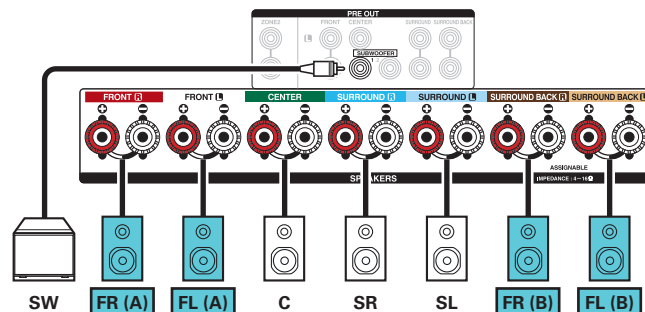 PRE OUT
ZONE2 FRONT CENTER SURROUND SURROUND BACK
L
SUBWOOFER
1 2
FRONT R FRONT L CENTER SURROUND R SURROUND L SURROUND BACK R SURROUND BACK
ASSIGNABLE
SPEAKERS
IMPEDANCE : 4~16Ω
SW FR (A) FL (A) C SR SL FR (B) FL (B)